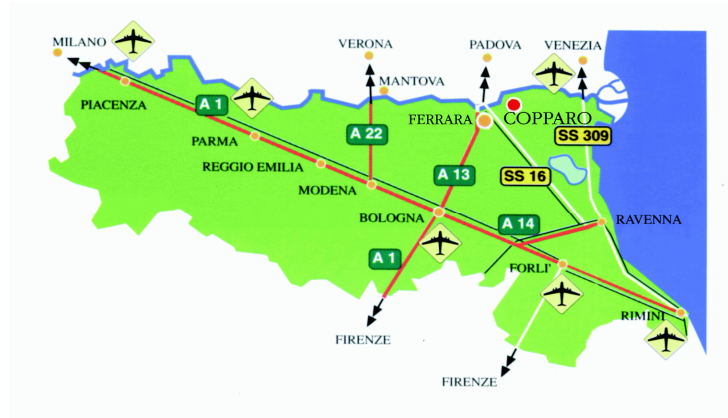 MILANO
VERONA
PADOVA
VENEZIA
MANTOVA
PIACENZA
A 1
FERRARA
COPPARO
PARMA
A 22
SS 309
REGGIO EMILIA
A 13
SS 16
MODENA
BOLOGNA
A 14
RAVENNA
A 1
FORLI'
RIMINI
FIRENZE
FIRENZE